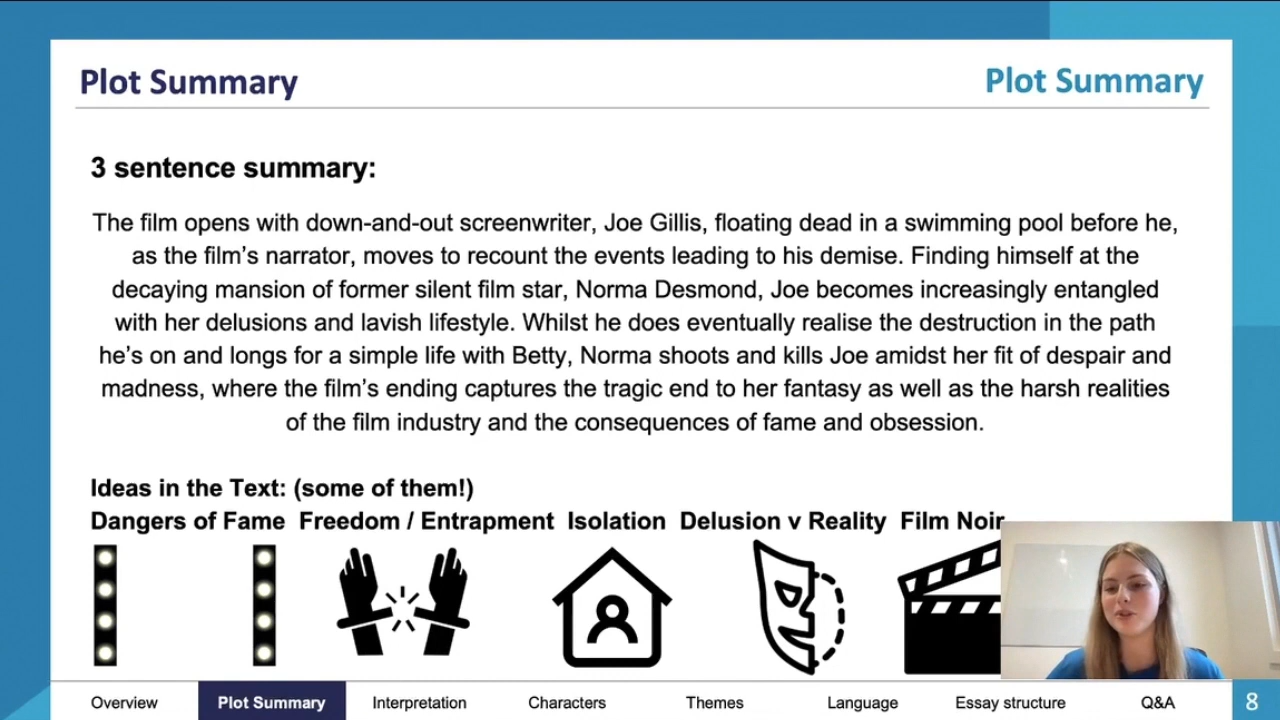 Plot Summary
Plot Summary
3 sentence summary:
The film opens with down-and-out screenwriter, Joe Gillis, floating dead in a swimming pool before he,
as the film's narrator, moves to recount the events leading to his demise. Finding himself at the
decaying mansion of former silent film star, Norma Desmond, Joe becomes increasingly entangled
with her delusions and lavish lifestyle. Whilst he does eventually realise the destruction in the path
he's on and longs for a simple life with Betty, Norma shoots and kills Joe amidst her fit of despair and
madness, where the film's ending captures the tragic end to her fantasy as well as the harsh realities
of the film industry and the consequences of fame and obsession.
Ideas in the Text: (some of them!)
Dangers of Fame Freedom / Entrapment Isolation Delusion v Reality Film Noir
Overview Plot Summary Interpretation Characters Themes Language Essay structure Q&A 8